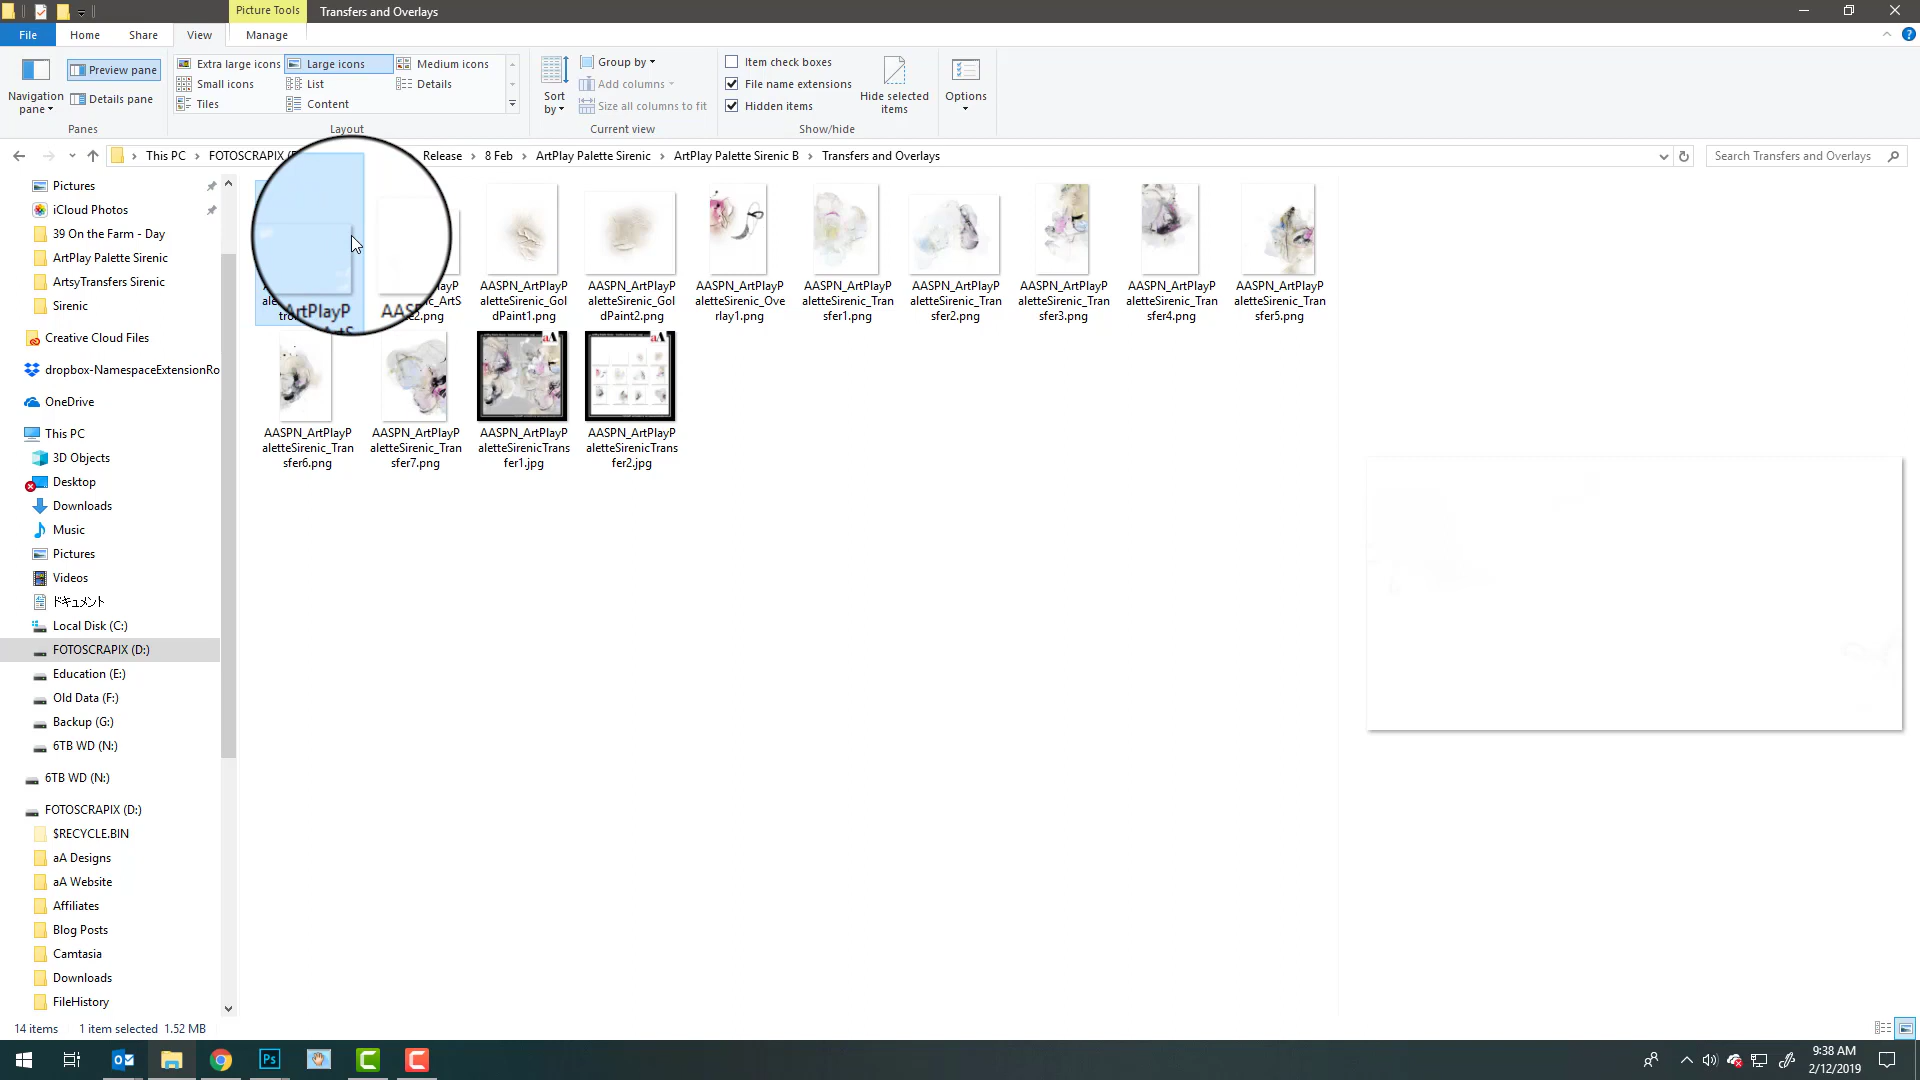 Picture Tools
Transfers and Overlays
File
Home
Share
View
Manage
Navigation
pane
Preview pane
Details pane
Panes
Extra large icons
Large icons
Medium icons
Small icons
List
Details
Tiles
Content
Layout
Sort
by
Group by
Add columns
Size all columns to fit
Current view
Item check boxes
File name extensions
Hidden items
Hide selected
items
Show/hide
Options
This PC
FOTOSCRAPIX
Release
8 Feb
ArtPlay Palette Sirenic
ArtPlay Palette Sirenic B
Transfers and Overlays
Search Transfers and Overlays
Pictures
iCloud Photos
39 On the Farm - Day
ArtPlay Palette Sirenic
ArtsyTransfers Sirenic
Sirenic
Creative Cloud Files
dropbox-NamespaceExtensionRo
OneDrive
This PC
3D Objects
Desktop
Downloads
Music
Pictures
Videos
ドキュメント
Local Disk (C:)
FOTOSCRAPIX (D:)
Education (E:)
Old Data (F:)
Backup (G:)
6TB WD (N:)
6TB WD (N:)
FOTOSCRAPIX (D:)
$RECYCLE.BIN
aA Designs
aA Website
Affiliates
Blog Posts
Camtasia
Downloads
FileHistory
ArtPlayP
AASPN_ArtPlayP
aletteSirenic_Gol
dPaint1.png
AASPN_ArtPlayP
aletteSirenic_Gol
dPaint2.png
AASPN_ArtPlayP
aletteSirenic_Ove
rlay1.png
AASPN_ArtPlayP
aletteSirenic_Tran
sfer1.png
AASPN_ArtPlayP
aletteSirenic_Tran
sfer2.png
AASPN_ArtPlayP
aletteSirenic_Tran
sfer3.png
AASPN_ArtPlayP
aletteSirenic_Tran
sfer4.png
AASPN_ArtPlayP
aletteSirenic_Tran
sfer5.png
AASPN_ArtPlayP
aletteSirenic_Tran
sfer6.png
AASPN_ArtPlayP
aletteSirenic_Tran
sfer7.png
aA
AASPN_ArtPlayP
aletteSirenicTrans
fer1.jpg
aA
AASPN_ArtPlayP
aletteSirenicTrans
fer2.jpg
14 items
1 item selected 1.52 MB
Ps
9:38 AM
2/12/2019